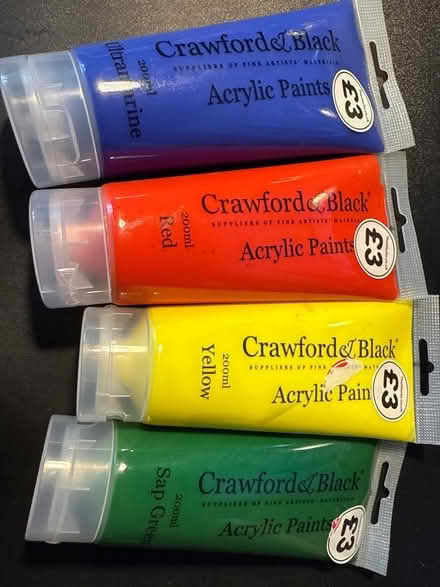 Crawford & Black
SUPPLIERS OF FINE ARTISTS' MATERIALS
Acrylic Paints
200ml
Ultramarine
£3
Crawford & Black®
SUPPLIERS OF FINE ARTISTS' MATERIALS
Acrylic Paints
200ml
Red
£3
Crawford & Black®
SUPPLIERS OF FINE ARTISTS'
Acrylic Pain
200ml
Yellow
£3
Crawford & Black®
SUPPLIERS OF FINE ARTISTS' MATERIALS
Acrylic Paints
200ml
Sap Green
£3